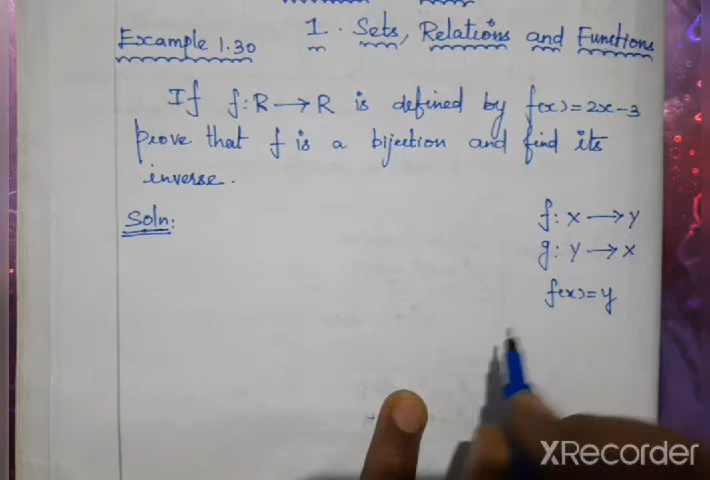 1. Sets, Relations and Functions
Example 1.30
If f: R → R is defined by f(x) = 2x-3
prove that f is a bijection and find its
inverse.
Soln:
f: X → Y
g: Y → X
f(x) = y
XRecorder